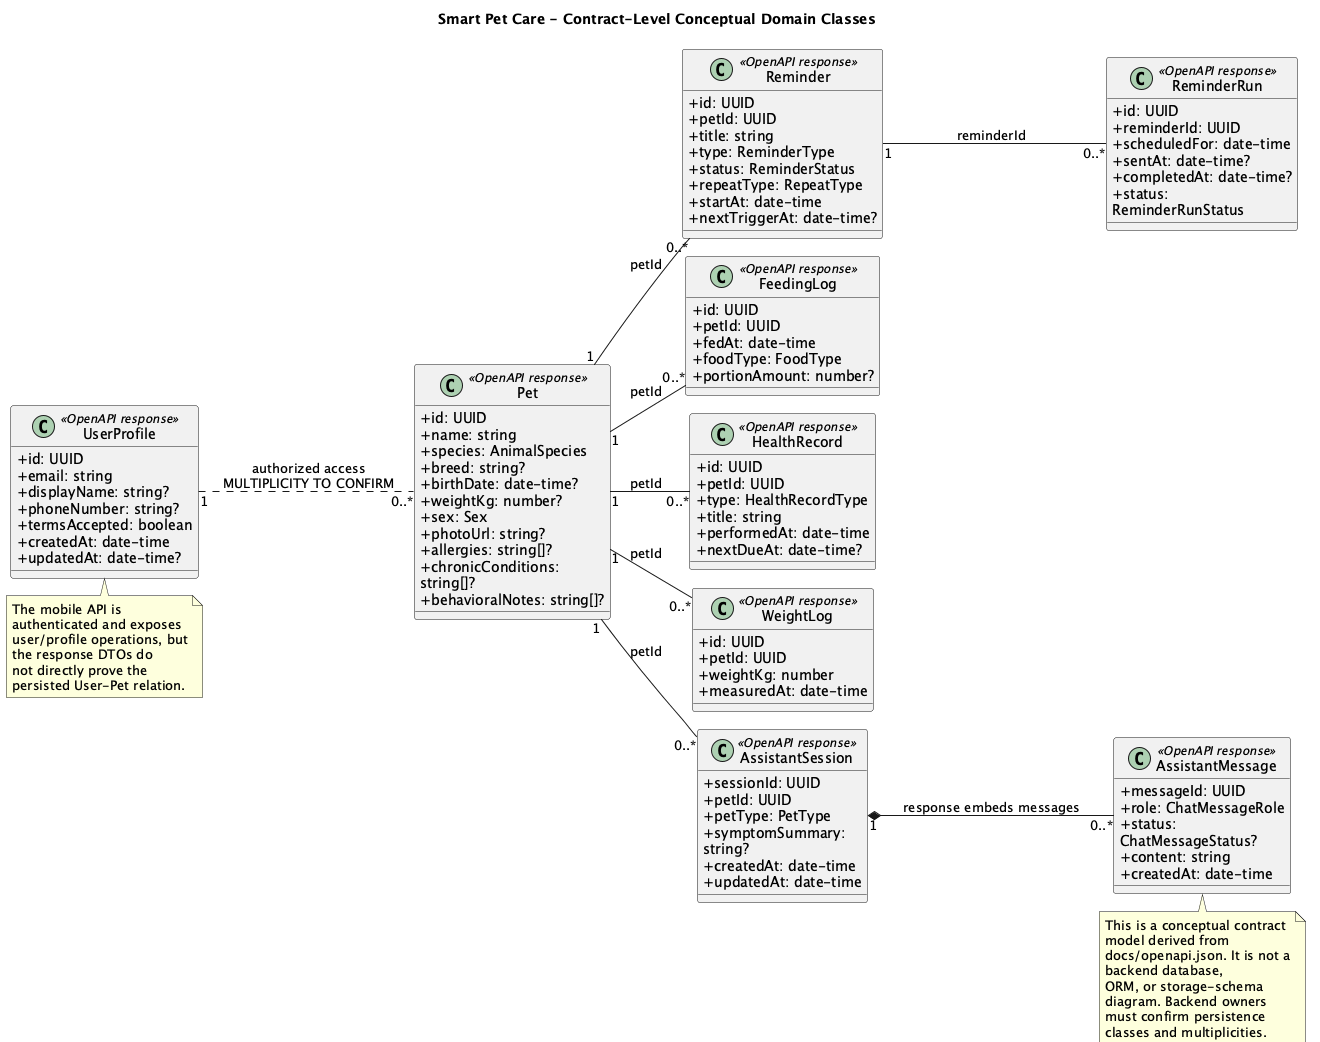 Smart Pet Care – Contract-Level Conceptual Domain Classes
C
«OpenAPI response»
Reminder
+id: UUID
+petId: UUID
+title: string
+type: ReminderType
+status: ReminderStatus
+repeatType: RepeatType
+startAt: date-time
+nextTriggerAt: date-time?
1
reminderId
0..*
C
«OpenAPI response»
ReminderRun
+id: UUID
+reminderId: UUID
+scheduledFor: date-time
+sentAt: date-time?
+completedAt: date-time?
+status:
ReminderRunStatus
0..*
petId
1
C
«OpenAPI response»
FeedingLog
+id: UUID
+petId: UUID
+fedAt: date-time
+foodType: FoodType
+portionAmount: number?
0..*
petId
1
C
«OpenAPI response»
UserProfile
+id: UUID
+email: string
+displayName: string?
+phoneNumber: string?
+termsAccepted: boolean
+createdAt: date-time
+updatedAt: date-time?
authorized access
MULTIPLICITY TO CONFIRM
1
0..*
C
«OpenAPI response»
Pet
+id: UUID
+name: string
+species: AnimalSpecies
+breed: string?
+birthDate: date-time?
+weightKg: number?
+sex: Sex
+photoUrl: string?
+allergies: string[]?
+chronicConditions:
string[]?
+behavioralNotes: string[]?
petId
1
0..*
C
«OpenAPI response»
HealthRecord
+id: UUID
+petId: UUID
+type: HealthRecordType
+title: string
+performedAt: date-time
+nextDueAt: date-time?
1
petId
0..*
C
«OpenAPI response»
WeightLog
+id: UUID
+petId: UUID
+weightKg: number
+measuredAt: date-time
The mobile API is
authenticated and exposes
user/profile operations, but
the response DTOs do
not directly prove the
persisted User-Pet relation.
1
petId
0..*
C
«OpenAPI response»
AssistantSession
+sessionId: UUID
+petId: UUID
+petType: PetType
+symptomSummary:
string?
+createdAt: date-time
+updatedAt: date-time
response embeds messages
1
0..*
C
«OpenAPI response»
AssistantMessage
+messageId: UUID
+role: ChatMessageRole
+status:
ChatMessageStatus?
+content: string
+createdAt: date-time
This is a conceptual contract
model derived from
docs/openapi.json. It is not a
backend database,
ORM, or storage-schema
diagram. Backend owners
must confirm persistence
classes and multiplicities.